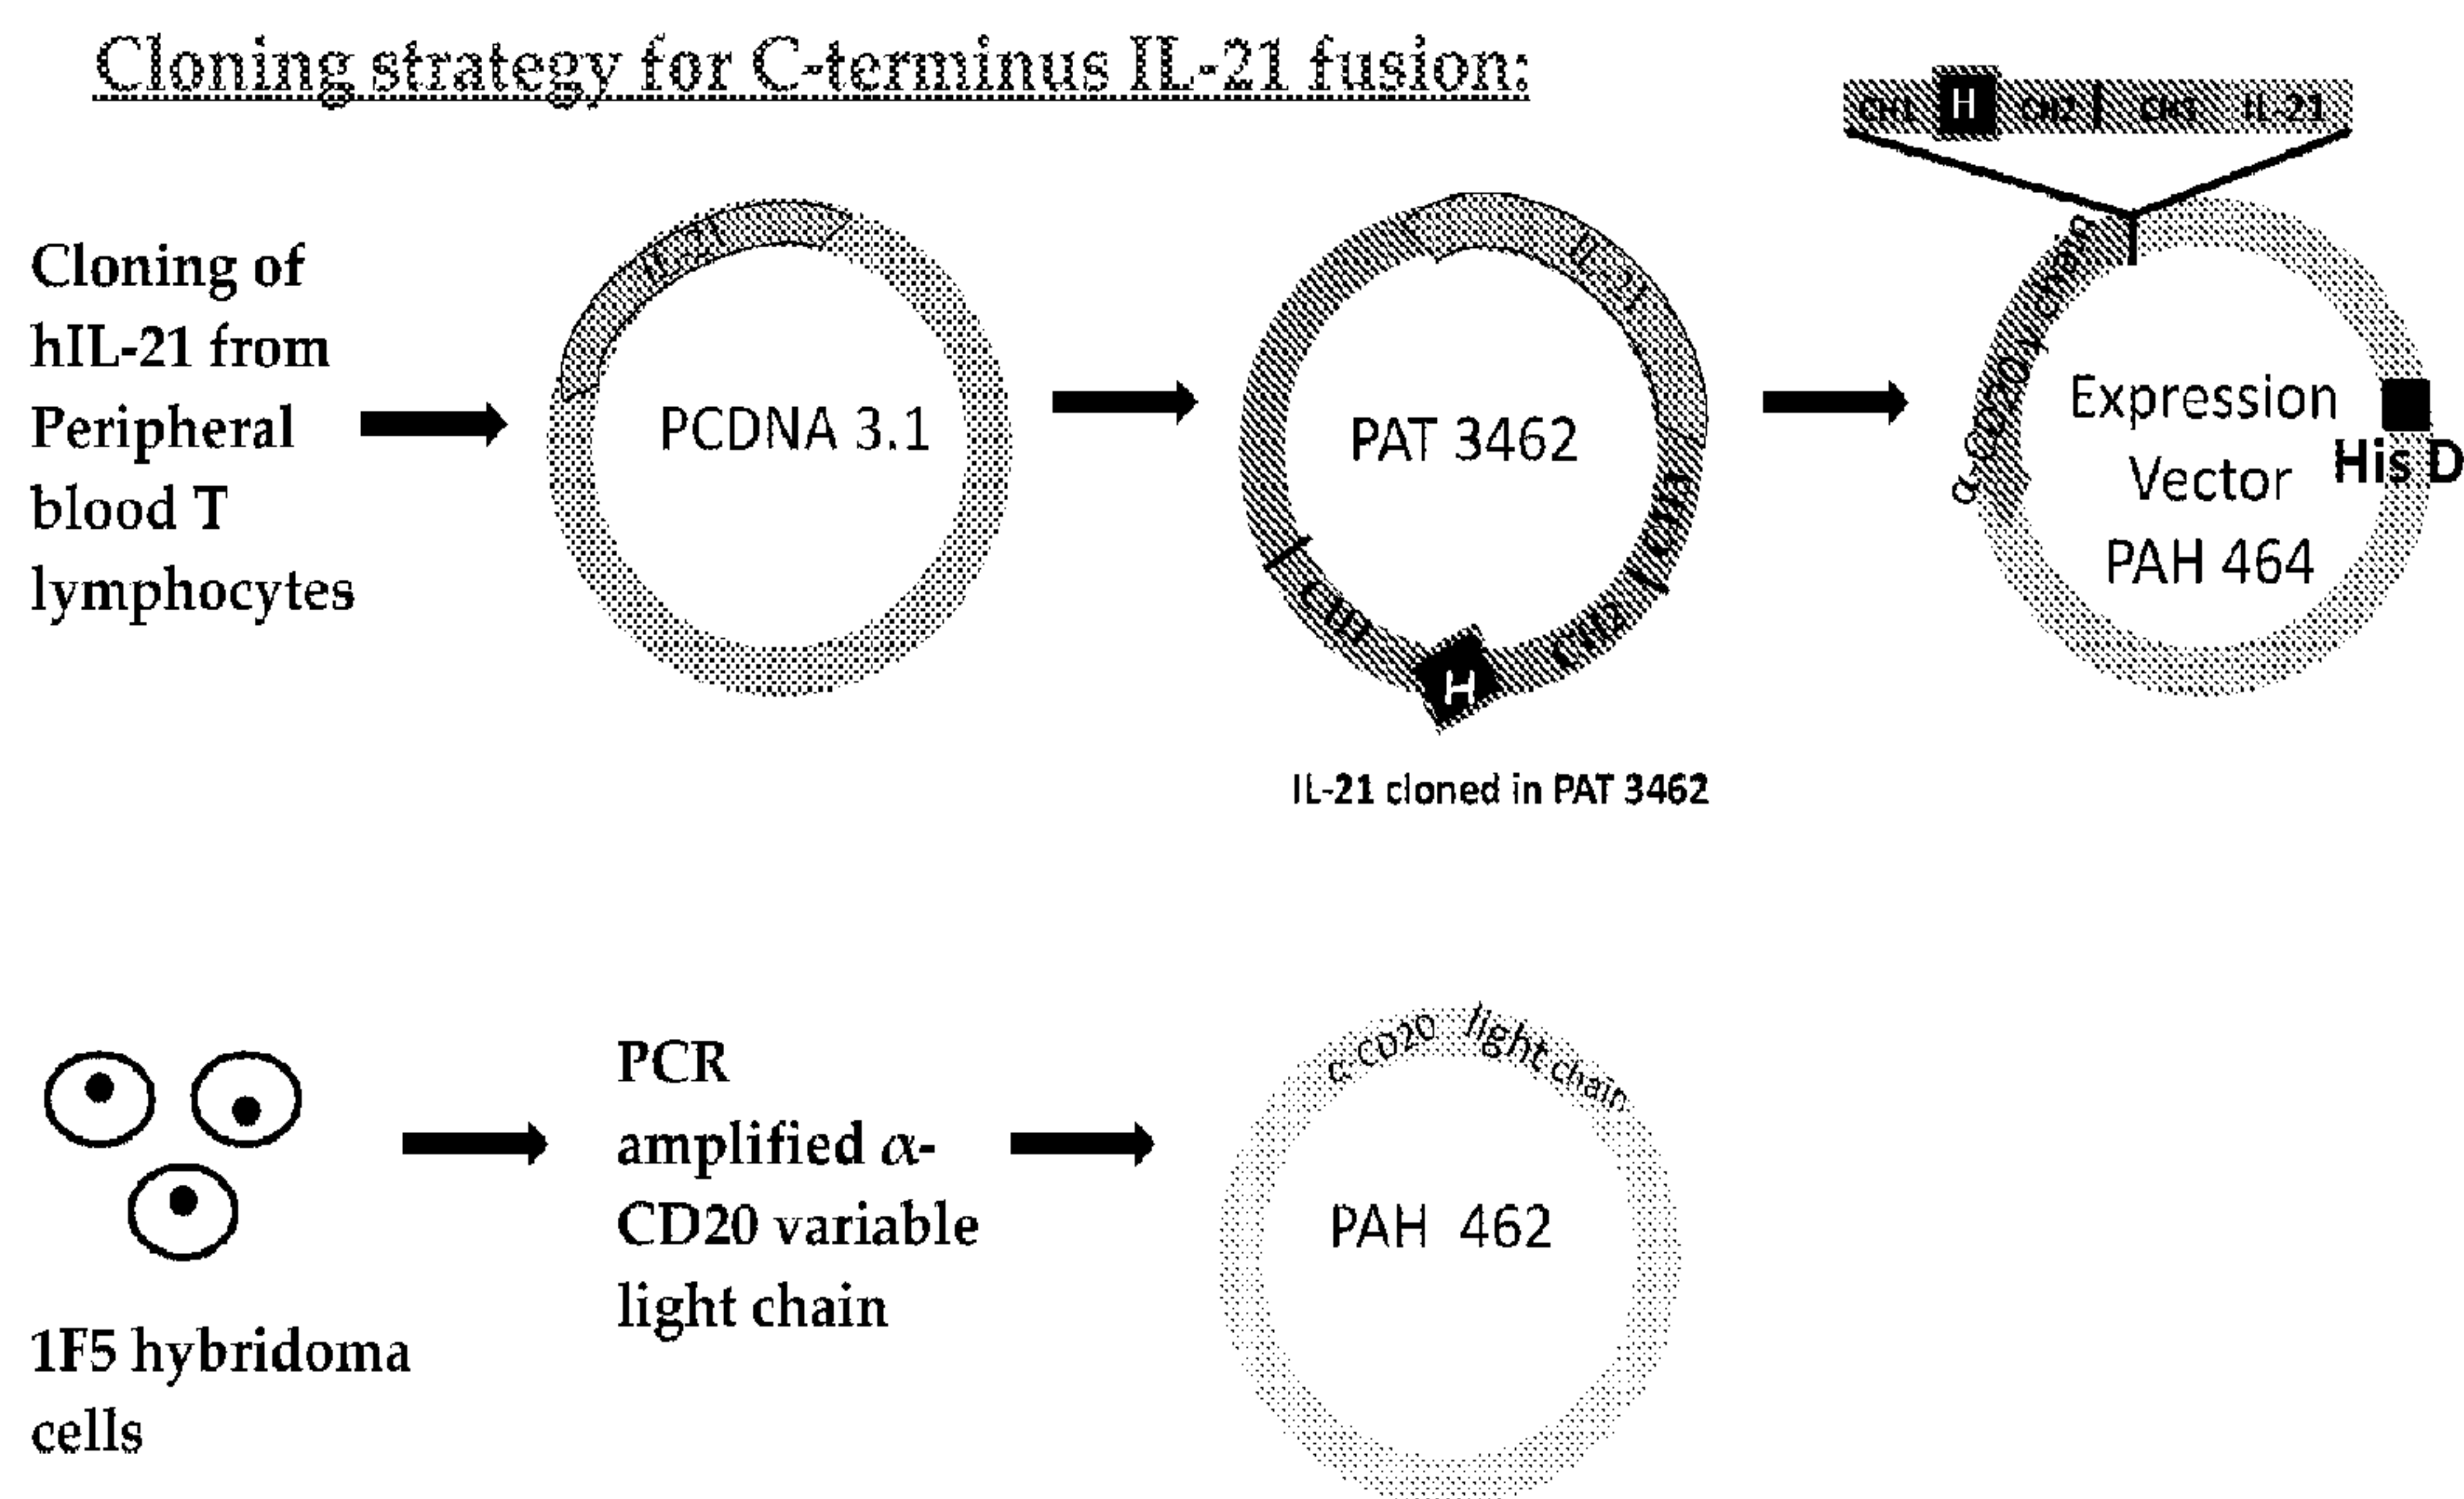 Cloning strategy for C-terminus IL-21 fusion:
CH1 H CH2 CH3 IL-21
Cloning of
hIL-21 from
Peripheral
blood T
lymphocytes
IL-21
PCDNA 3.1
IL-21
PAT 3462
CH1
H
CH2
CH3
IL-21 cloned in PAT 3462
α-CD20 γ chain
Expression
Vector
PAH 464
His D
1F5 hybridoma
cells
PCR
amplified α-
CD20 variable
light chain
α CD20 light chain
PAH 462